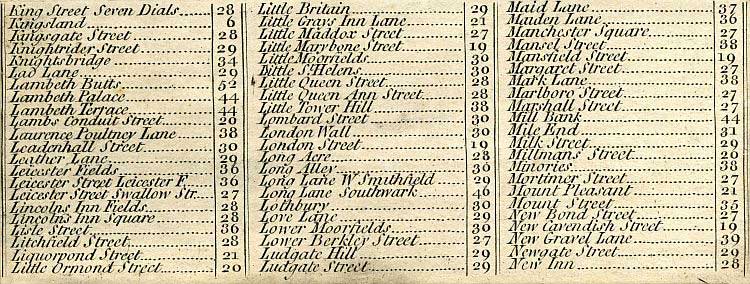 King Street Seven Dials 28
Kingsland 6
Kingsgate Street 28
Knightrider Street 29
Knightsbridge 34
Lad Lane 29
Lambeth Butts 52
Lambeth Palace 44
Lambeth Terrace 44
Lambs Conduit Street 20
Laurence Poultney Lane 38
Leadenhall Street 30
Leather Lane 29
Leicester Fields 36
Leicester Street Leicester F. 36
Leicester Street Swallow Str. 27
Lincolns Inn Fields 28
Lincolns Inn Square 28
Lisle Street 36
Litchfield Street 28
Liquorpond Street 21
Little Ormond Street 20
Little Britain 29
Little Grays Inn Lane 21
Little Maddox Street 27
Little Marybone Street 19
Little Moorfields 30
Dittle St. Helens 30
Little Queen Street 28
Little Queen Ann Street 28
Little Tower Hill 38
Lombard Street 30
London Wall 30
London Street 19
Long Acre 28
Long Alley 30
Long Lane W. Smithfield 29
Long Lane Southwark 46
Lothbury 30
Love Lane 29
Lower Moorfields 30
Lower Berkley Street 27
Ludgate Hill 29
Ludgate Street 29
Maid Lane 37
Maiden Lane 36
Manchester Square 27
Mansel Street 38
Mansfield Street 19
Margaret Street 27
Mark Lane 38
Marlboro Street 27
Marshall Street 27
Mill Bank 44
Mile End 31
Milk Street 29
Millmans Street 20
Minories 38
Mortimer Street 27
Mount Pleasant 21
Mount Street 35
New Bond Street 27
New Cavendish Street 19
New Gravel Lane 39
Newgate Street 29
New Inn 28